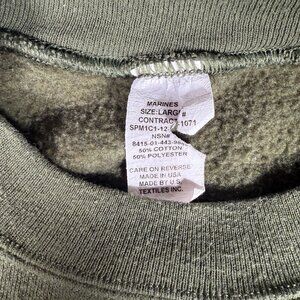 MARINES
SIZE: LARGE #
CONTRACT -1071
SPM1C1-12-
NSN#
8415-01-443-
50% COTTON
50% POLYESTER
CARE ON REVERSE
MADE IN USA
MADE BY U.S.
TEXTILES INC.